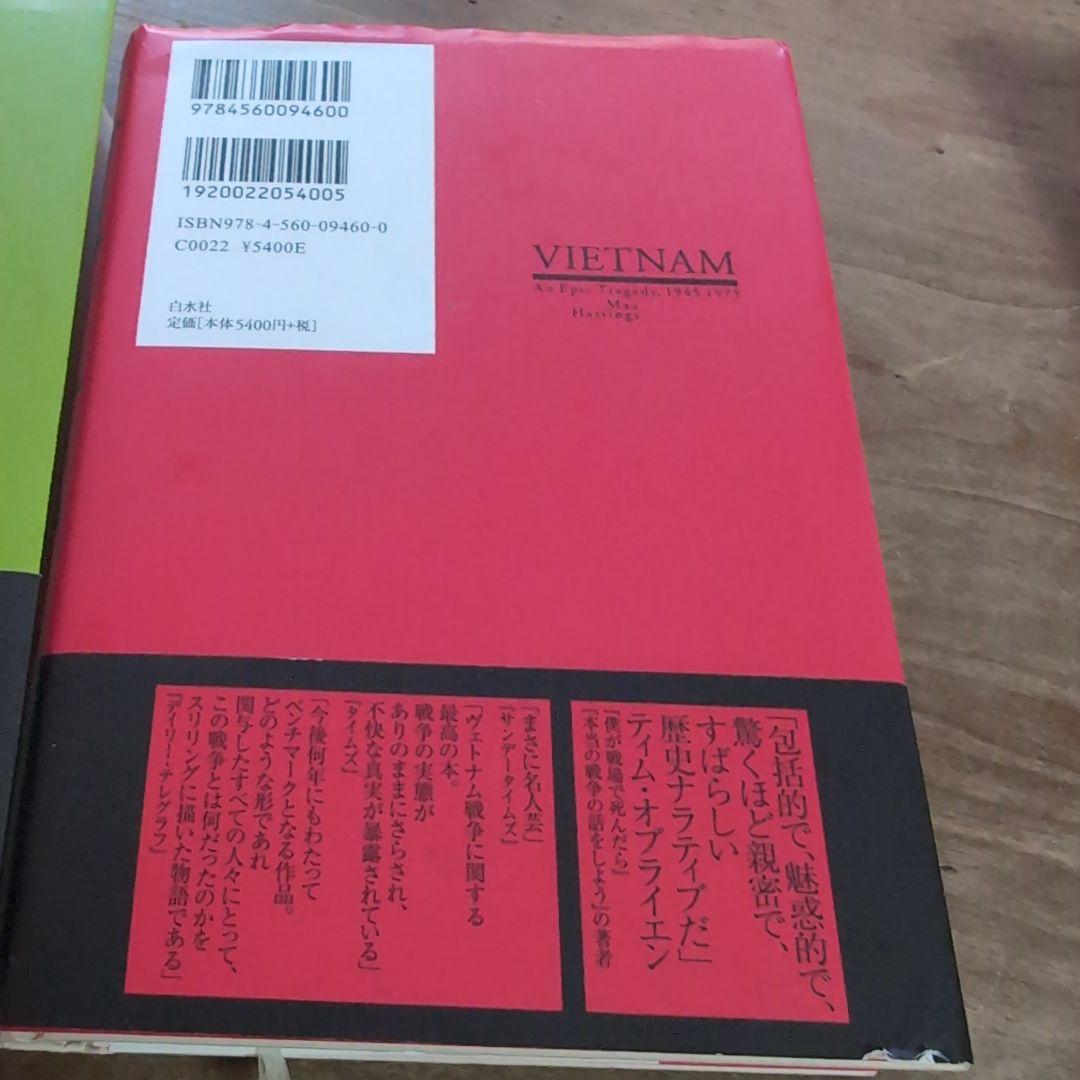 9784560094600
1920022054005
ISBN978-4-560-09460-0
C0022 ¥5400E
白水社
定価[本体5400円+税]
VIETNAM
An Epic Tragedy, 1945-1975
Max
Hastings
「包括的で、魅惑的で、
驚くほど親密で、
すばらしい
歴史ナラティブだ」
ティム・オブライエン
『僕が戦場で死んだら』
『本当の戦争の話をしよう』の著者
「まさに名人芸」
『サンデータイムズ』
「ヴェトナム戦争に関する
最高の本。
戦争の実態が
ありのままにさらされ、
不快な真実が暴露されている」
『タイムズ』
「今後何年にもわたって
ベンチマークとなる作品。
どのような形であれ
関与したすべての人々にとって、
この戦争とは何だったのかを
スリリングに描いた物語である」
『デイリー・テレグラフ』